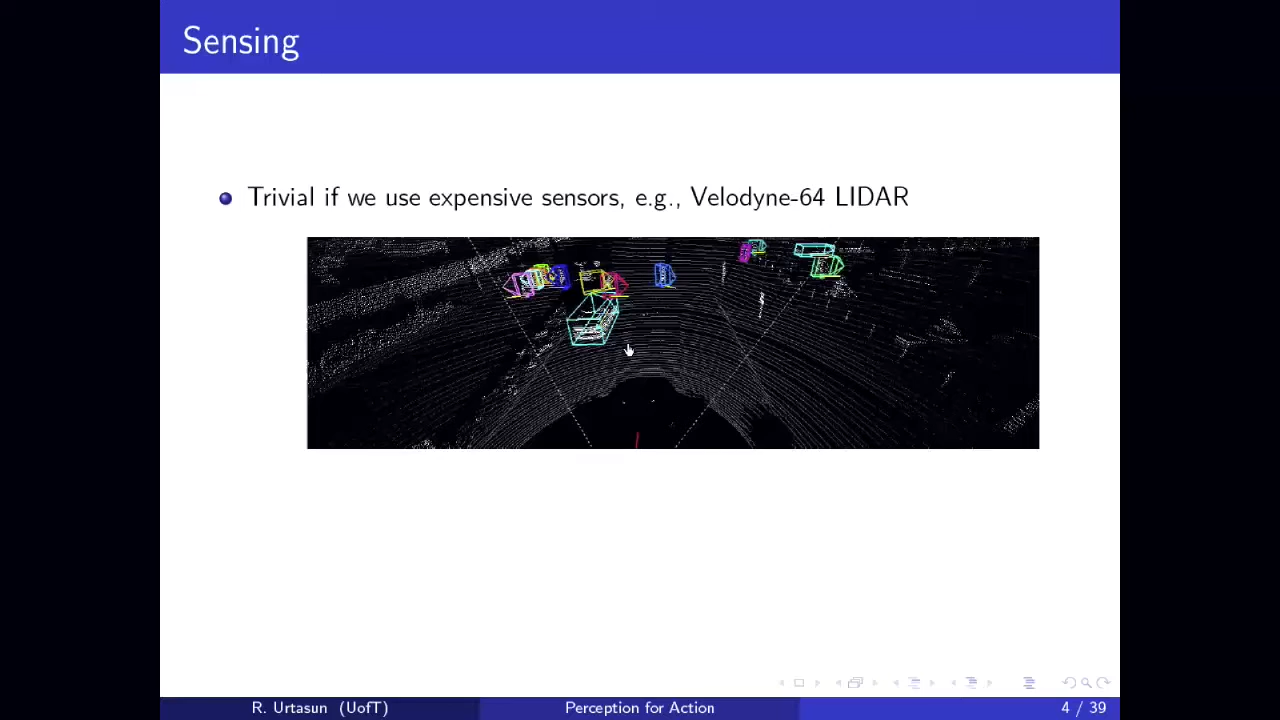 Sensing
Trivial if we use expensive sensors, e.g., Velodyne-64 LIDAR
R. Urtasun (UofT)
Perception for Action
4 / 39